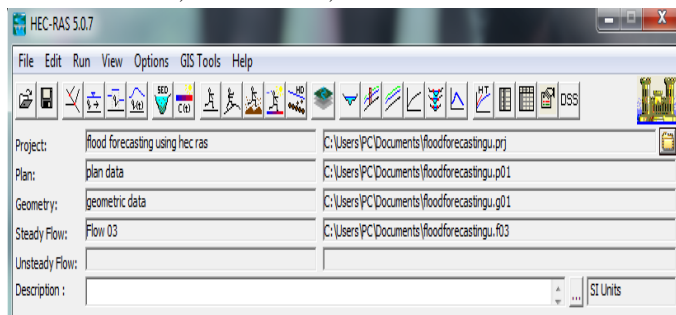 HEC-RAS 5.0.7
File Edit Run View Options GIS Tools Help
SED HD H.T. DSS
S(t) C(t)
Project: flood forecasting using hec ras C:\Users\PC\Documents\floodforecastingu.prj
Plan: plan data C:\Users\PC\Documents\floodforecastingu.p01
Geometry: geometric data C:\Users\PC\Documents\floodforecastingu.g01
Steady Flow: Flow 03 C:\Users\PC\Documents\floodforecastingu.f03
Unsteady Flow:
Description : ... SI Units